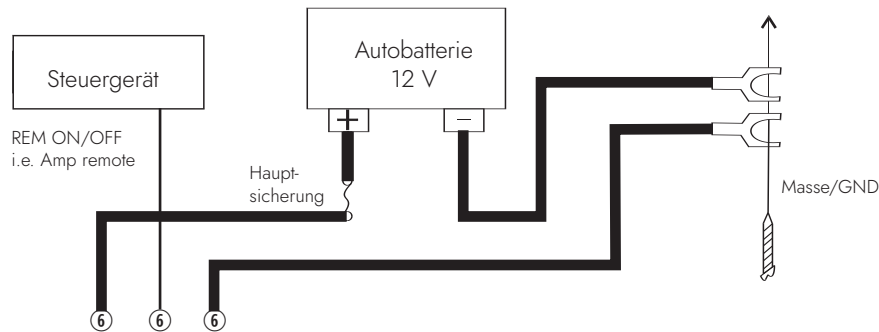 Steuergerät
Autobatterie
12 V
+
–
REM ON/OFF
i.e. Amp remote
Haupt-
sicherung
Masse/GND
6
6
6